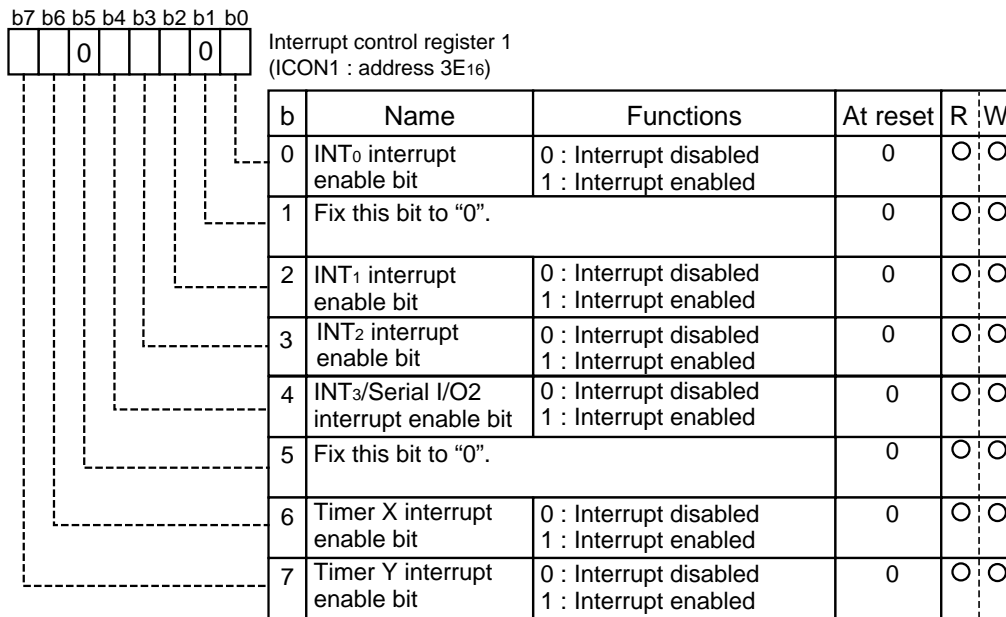 b7 b6 b5 b4 b3 b2 b1 b0
0 0
Interrupt control register 1
(ICON1 : address 3E16)
b Name Functions At reset R W
0 INT0 interrupt enable bit 0 : Interrupt disabled 0
1 : Interrupt enabled
1 Fix this bit to “0”. 0
2 INT1 interrupt enable bit 0 : Interrupt disabled 0
1 : Interrupt enabled
3 INT2 interrupt enable bit 0 : Interrupt disabled 0
1 : Interrupt enabled
4 INT3/Serial I/O2 interrupt enable bit 0 : Interrupt disabled 0
1 : Interrupt enabled
5 Fix this bit to “0”. 0
6 Timer X interrupt enable bit 0 : Interrupt disabled 0
1 : Interrupt enabled
7 Timer Y interrupt enable bit 0 : Interrupt disabled 0
1 : Interrupt enabled